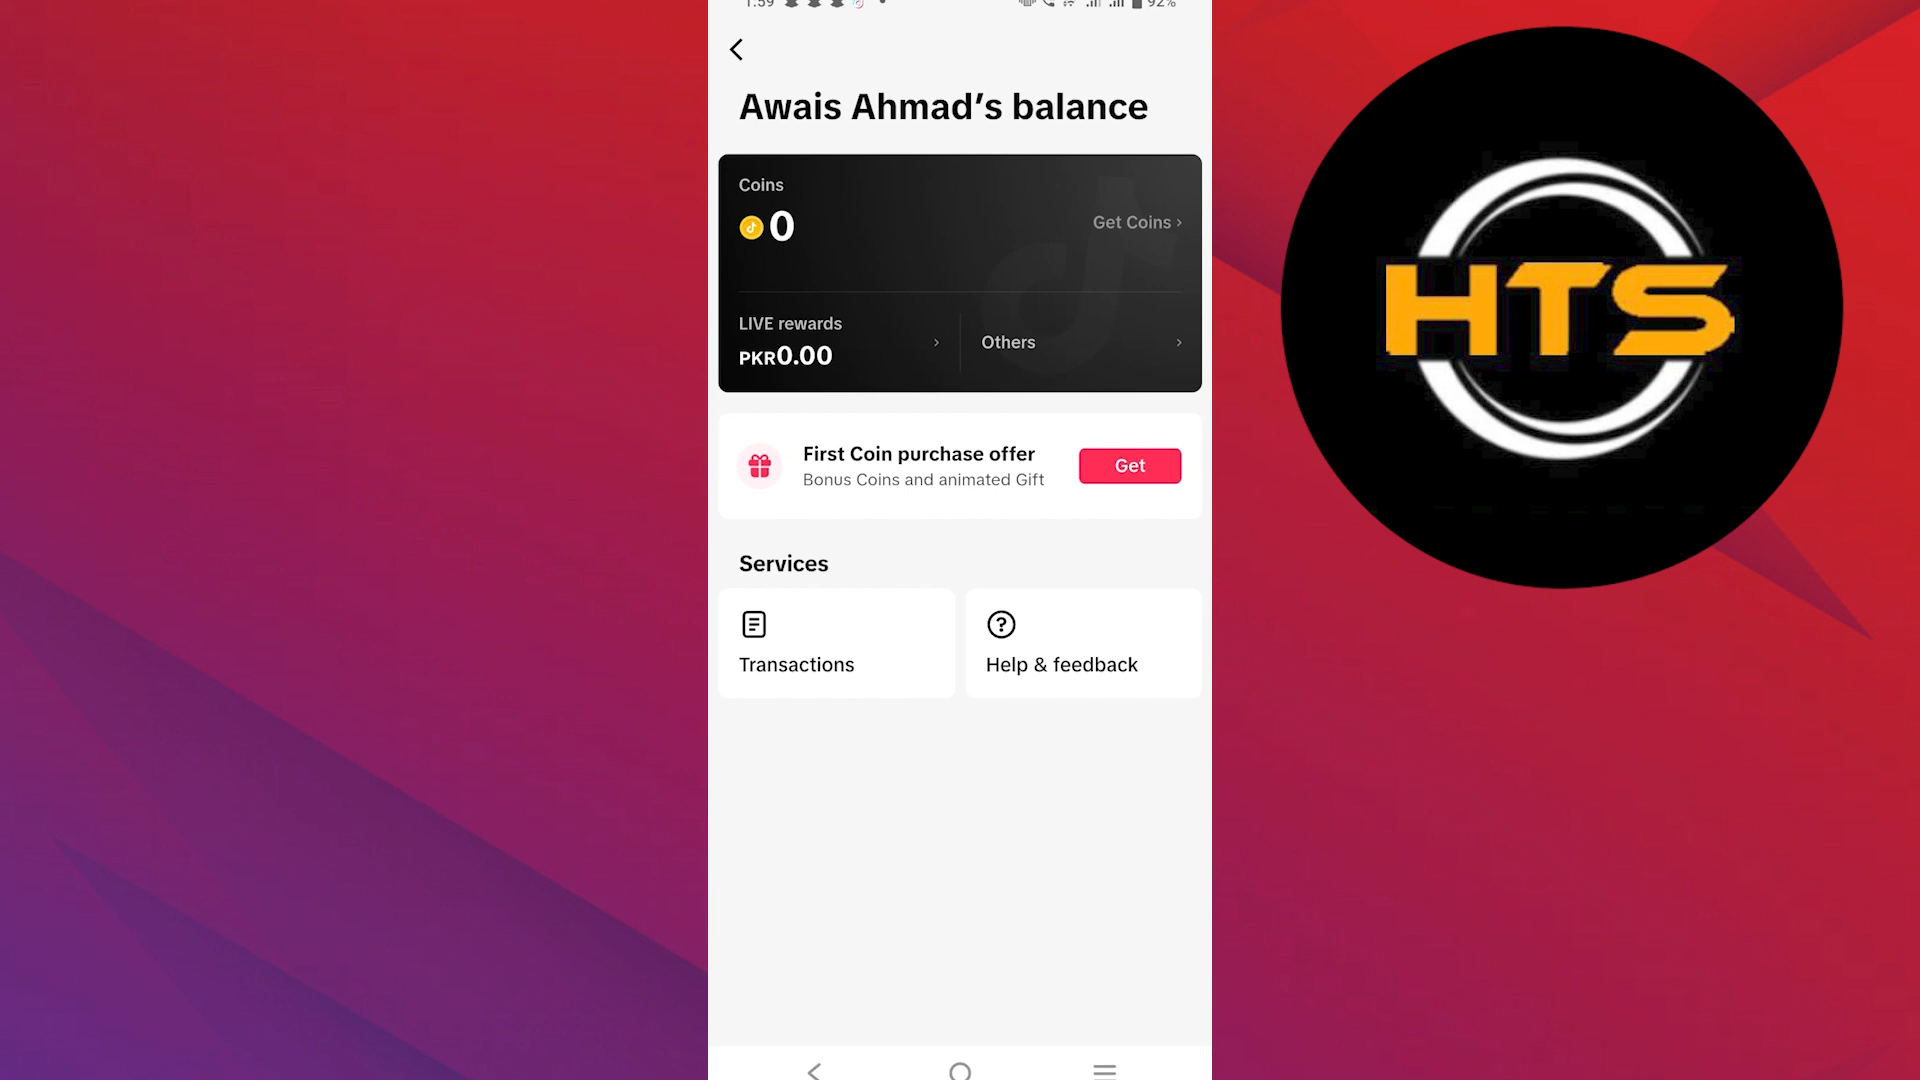 1:59 92%
Awais Ahmad’s balance
Coins
0
Get Coins ›
LIVE rewards
PKR0.00
Others
First Coin purchase offer
Bonus Coins and animated Gift
Get
Services
Transactions
Help & feedback
HTS